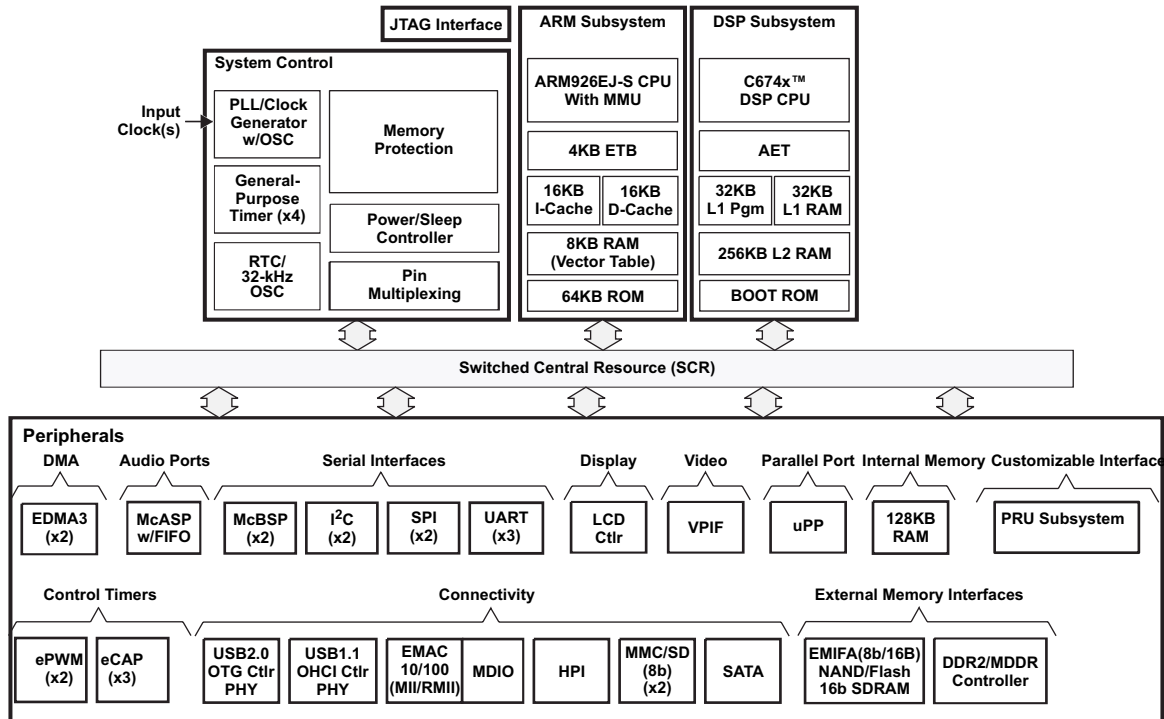 JTAG Interface
ARM Subsystem
DSP Subsystem
System Control
Input
Clock(s)
PLL/Clock
Generator
w/OSC
General-
Purpose
Timer (x4)
RTC/
32-kHz
OSC
Memory
Protection
Power/Sleep
Controller
Pin
Multiplexing
ARM926EJ-S CPU
With MMU
4KB ETB
16KB
I-Cache
16KB
D-Cache
8KB RAM
(Vector Table)
64KB ROM
C674x™
DSP CPU
AET
32KB
L1 Pgm
32KB
L1 RAM
256KB L2 RAM
BOOT ROM
Switched Central Resource (SCR)
Peripherals
DMA
EDMA3
(x2)
Audio Ports
McASP
w/FIFO
Serial Interfaces
McBSP
(x2)
I²C
(x2)
SPI
(x2)
UART
(x3)
Display
LCD
Ctlr
Video
VPIF
Parallel Port
uPP
Internal Memory
128KB
RAM
Customizable Interface
PRU Subsystem
Control Timers
ePWM
(x2)
eCAP
(x3)
Connectivity
USB2.0
OTG Ctlr
PHY
USB1.1
OHCI Ctlr
PHY
EMAC
10/100
(MII/RMII)
MDIO
HPI
MMC/SD
(8b)
(x2)
SATA
External Memory Interfaces
EMIFA(8b/16B)
NAND/Flash
16b SDRAM
DDR2/MDDR
Controller